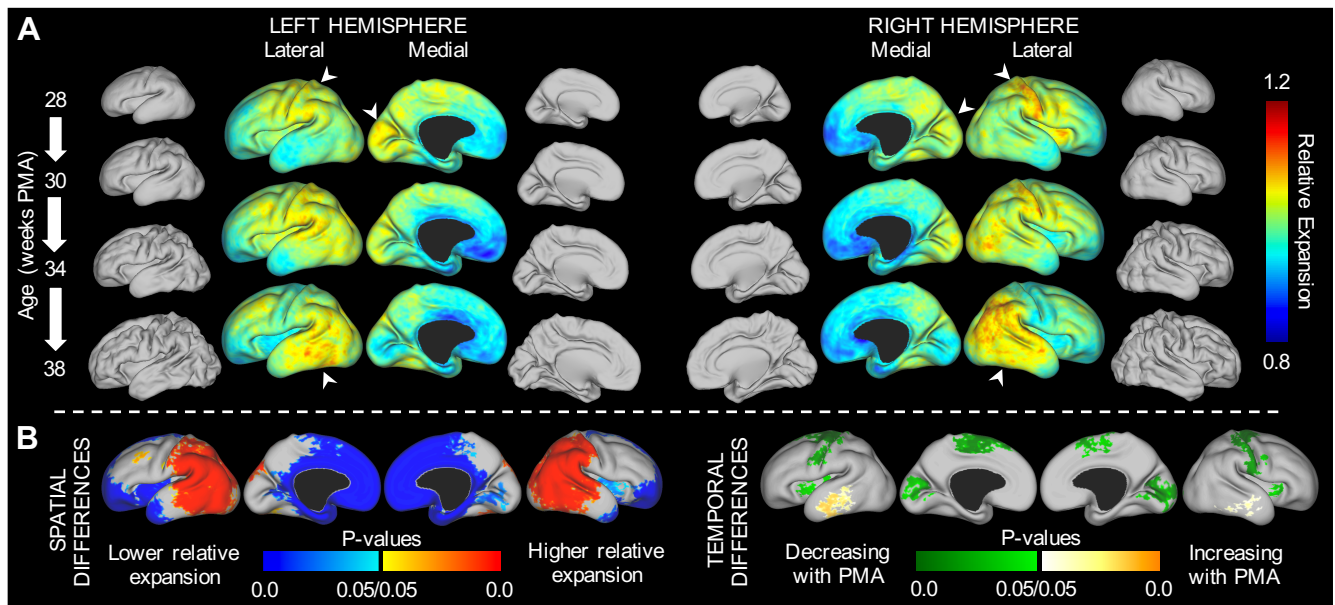 A
LEFT HEMISPHERE
Lateral Medial
RIGHT HEMISPHERE
Medial Lateral
28
30
34
38
Age (weeks PMA)
1.2
Relative Expansion
0.8
B
SPATIAL
DIFFERENCES
Lower relative
expansion
P-values
0.0 0.05/0.05 0.0
Higher relative
expansion
TEMPORAL
DIFFERENCES
Decreasing
with PMA
P-values
0.0 0.05/0.05 0.0
Increasing
with PMA